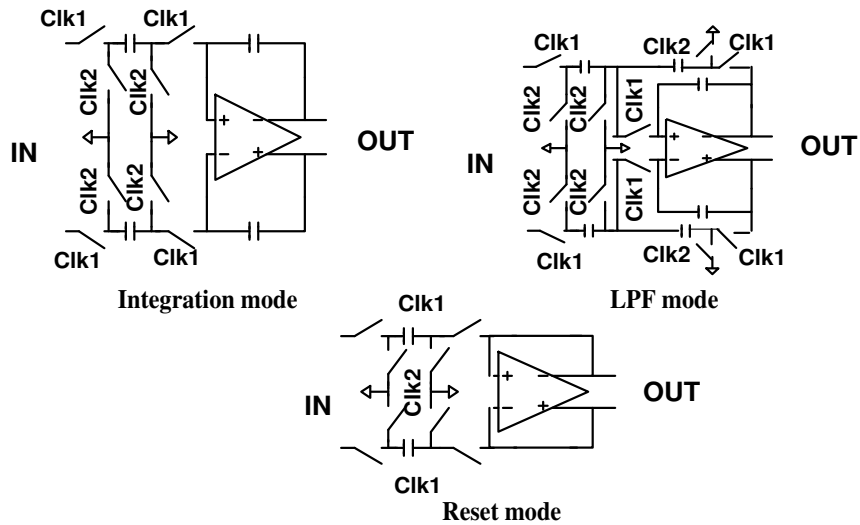 Clk1
Clk1
Clk2
Clk2
+ −
− +
IN
OUT
Clk2
Clk2
Clk1
Clk1
Integration mode
Clk1
Clk2
Clk1
Clk2
Clk2
Clk1
+ −
− +
IN
OUT
Clk2
Clk2
Clk1
Clk1
Clk2
Clk1
LPF mode
Clk1
Clk2
+ −
− +
IN
OUT
Clk1
Reset mode